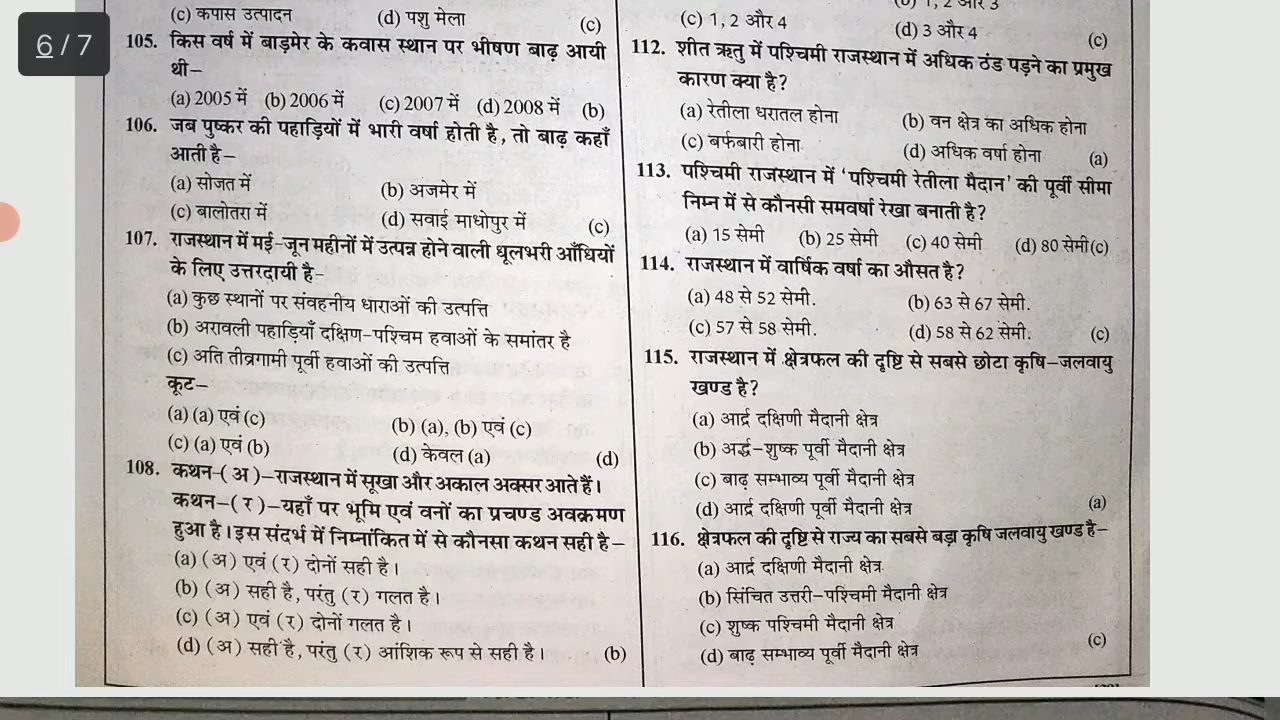 6 / 7
(c) कपास उत्पादन (d) पशु मेला (c)
105. किस वर्ष में बाड़मेर के कवास स्थान पर भीषण बाढ़ आयी
थी–
(a) 2005 में (b) 2006 में (c) 2007 में (d) 2008 में (b)
106. जब पुष्कर की पहाड़ियों में भारी वर्षा होती है, तो बाढ़ कहाँ
आती है–
(a) सोजत में (b) अजमेर में
(c) बालोतरा में (d) सवाई माधोपुर में (c)
107. राजस्थान में मई-जून महीनों में उत्पन्न होने वाली धूलभरी आँधियों
के लिए उत्तरदायी है–
(a) कुछ स्थानों पर संवहनीय धाराओं की उत्पत्ति
(b) अरावली पहाड़ियाँ दक्षिण-पश्चिम हवाओं के समांतर है
(c) अति तीव्रगामी पूर्वी हवाओं की उत्पत्ति
कूट–
(a) (a) एवं (c) (b) (a), (b) एवं (c)
(c) (a) एवं (b) (d) केवल (a) (d)
108. कथन-(अ)-राजस्थान में सूखा और अकाल अक्सर आते हैं।
कथन-(र)-यहाँ पर भूमि एवं वनों का प्रचण्ड अवक्रमण
हुआ है। इस संदर्भ में निम्नांकित में से कौनसा कथन सही है–
(a) (अ) एवं (र) दोनों सही है।
(b) (अ) सही है, परंतु (र) गलत है।
(c) (अ) एवं (र) दोनों गलत है।
(d) (अ) सही है, परंतु (र) आंशिक रूप से सही है। (b)
(b) 1, 2 और 3
(c) 1, 2 और 4 (d) 3 और 4 (c)
112. शीत ऋतु में पश्चिमी राजस्थान में अधिक ठंड पड़ने का प्रमुख
कारण क्या है?
(a) रेतीला धरातल होना (b) वन क्षेत्र का अधिक होना
(c) बर्फबारी होना (d) अधिक वर्षा होना (a)
113. पश्चिमी राजस्थान में 'पश्चिमी रेतीला मैदान' की पूर्वी सीमा
निम्न में से कौनसी समवर्षा रेखा बनाती है?
(a) 15 सेमी (b) 25 सेमी (c) 40 सेमी (d) 80 सेमी(c)
114. राजस्थान में वार्षिक वर्षा का औसत है?
(a) 48 से 52 सेमी. (b) 63 से 67 सेमी.
(c) 57 से 58 सेमी. (d) 58 से 62 सेमी. (c)
115. राजस्थान में क्षेत्रफल की दृष्टि से सबसे छोटा कृषि-जलवायु
खण्ड है?
(a) आर्द्र दक्षिणी मैदानी क्षेत्र
(b) अर्द्ध-शुष्क पूर्वी मैदानी क्षेत्र
(c) बाढ़ सम्भाव्य पूर्वी मैदानी क्षेत्र
(d) आर्द्र दक्षिणी पूर्वी मैदानी क्षेत्र (a)
116. क्षेत्रफल की दृष्टि से राज्य का सबसे बड़ा कृषि जलवायु खण्ड है–
(a) आर्द्र दक्षिणी मैदानी क्षेत्र
(b) सिंचित उत्तरी-पश्चिमी मैदानी क्षेत्र
(c) शुष्क पश्चिमी मैदानी क्षेत्र
(d) बाढ़ सम्भाव्य पूर्वी मैदानी क्षेत्र (c)